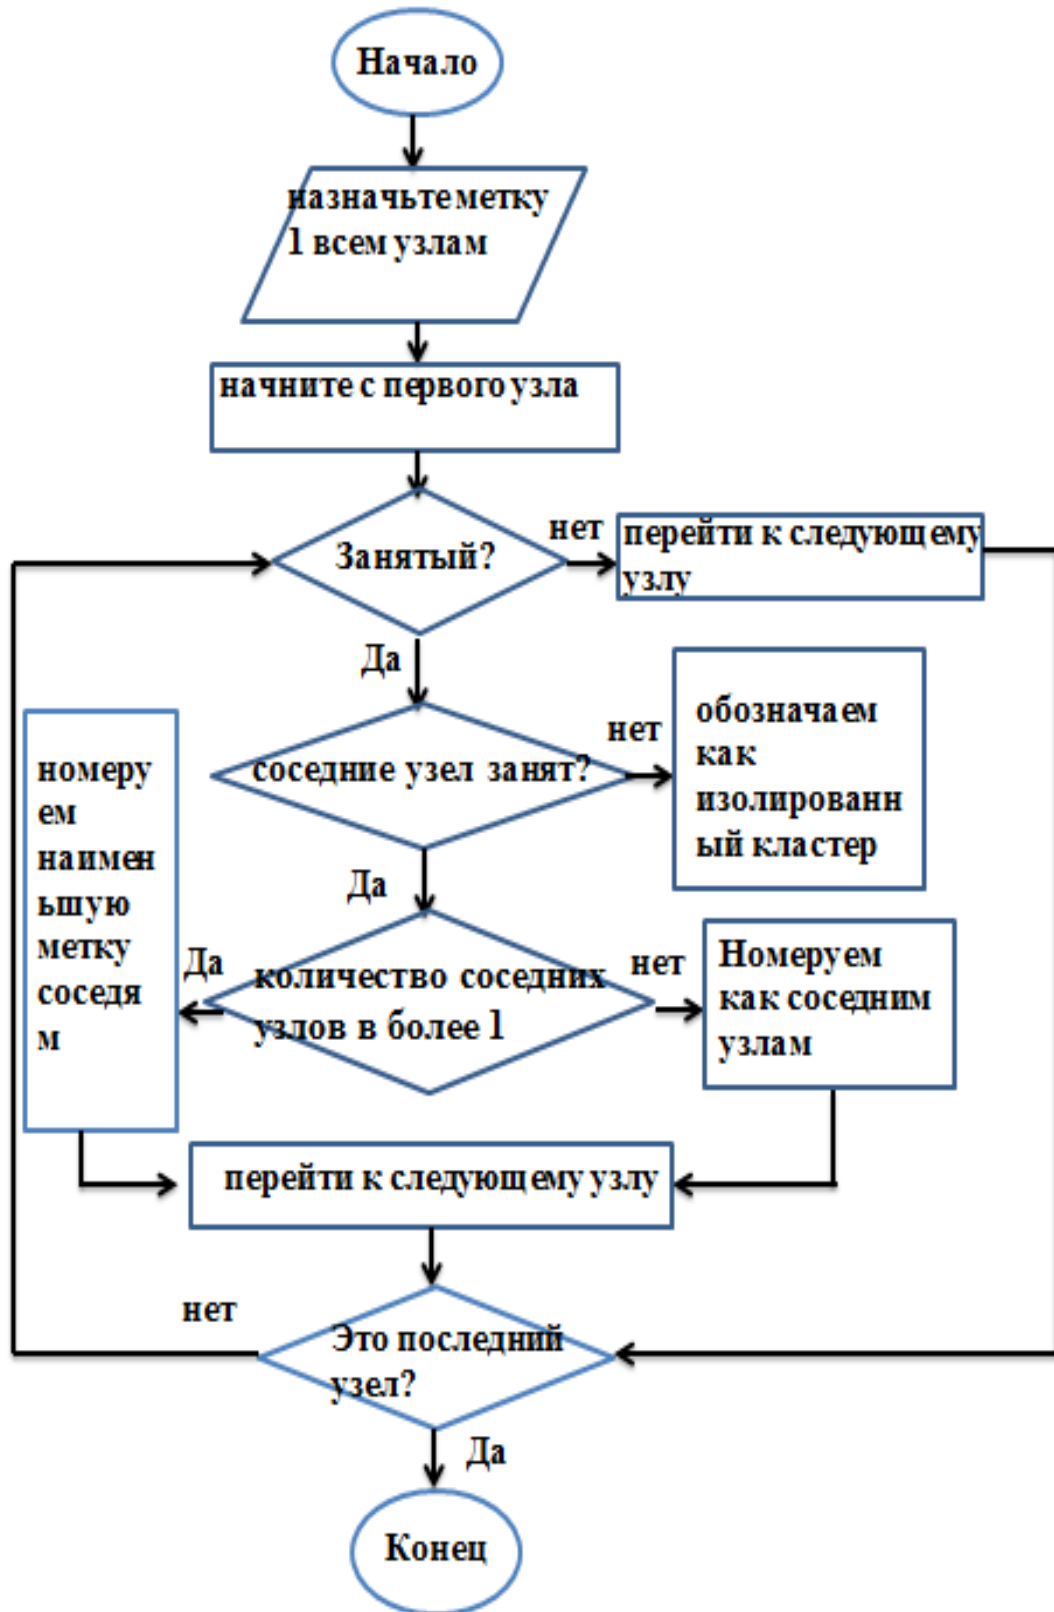 Начало
назначьте метку
1 всем узлам
начните с первого узла
Занятый?
нет
перейти к следующему
узлу
Да
соседние узел занят?
нет
обозначаем
как
изолированн
ый кластер
Да
количество соседних
узлов в более 1
Да
номеру
ем
наимен
ьшую
метку
соседя
м
нет
Номеруем
как соседним
узлам
перейти к следующему узлу
нет
Это последний
узел?
Да
Конец